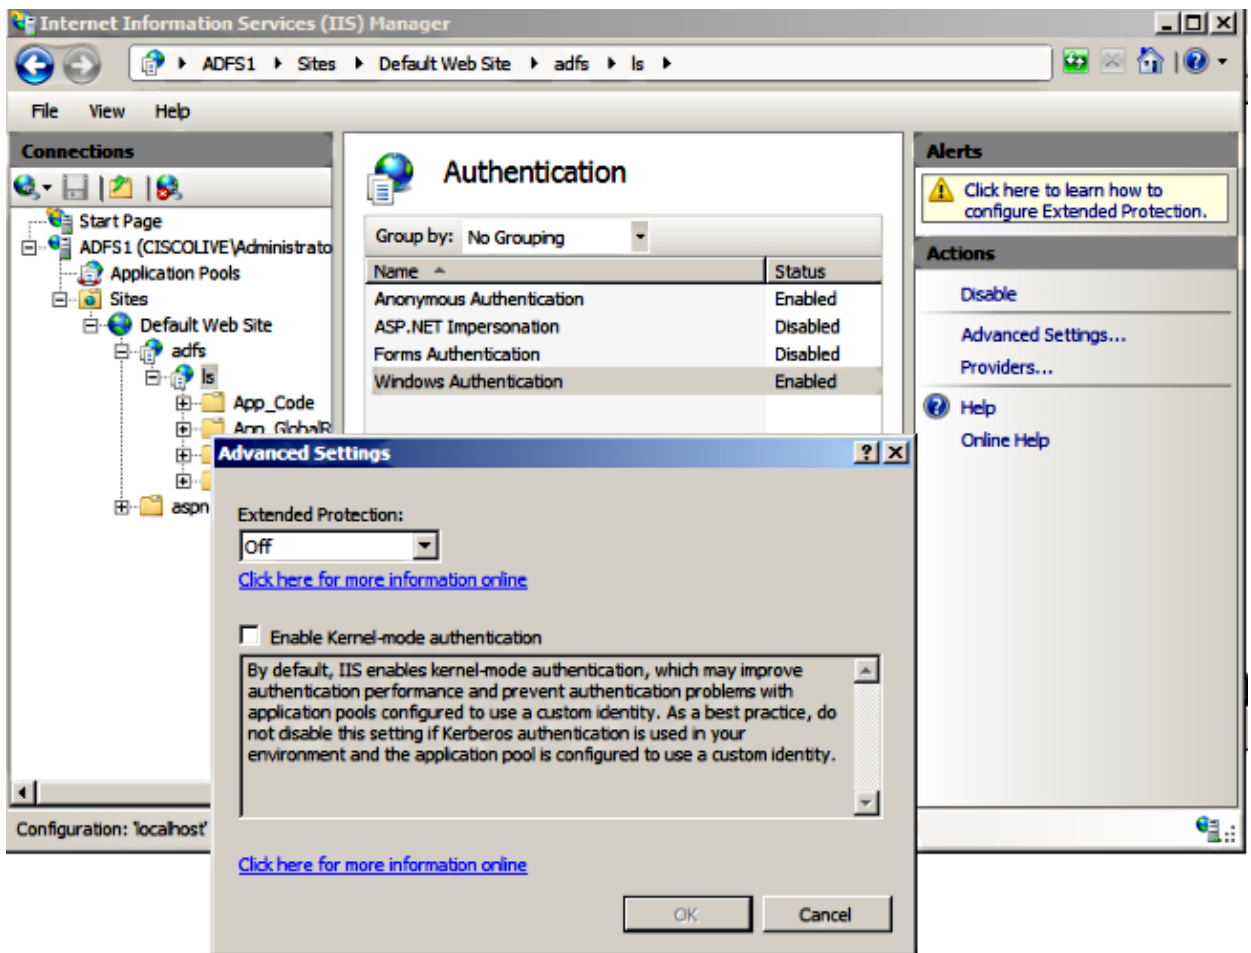 Internet Information Services (IIS) Manager
ADFS1 Sites Default Web Site adfs ls
File View Help
Connections
Start Page
ADFS1 (CISCOLIVE\Administrato
Application Pools
Sites
Default Web Site
adfs
ls
App_Code
App_GlobalR
aspn
Configuration: 'localhost'
Authentication
Group by: No Grouping
Name Status
Anonymous Authentication Enabled
ASP.NET Impersonation Disabled
Forms Authentication Disabled
Windows Authentication Enabled
Alerts
Click here to learn how to
configure Extended Protection.
Actions
Disable
Advanced Settings...
Providers...
Help
Online Help
Advanced Settings
Extended Protection:
Off
Click here for more information online
Enable Kernel-mode authentication
By default, IIS enables kernel-mode authentication, which may improve
authentication performance and prevent authentication problems with
application pools configured to use a custom identity. As a best practice, do
not disable this setting if Kerberos authentication is used in your
environment and the application pool is configured to use a custom identity.
Click here for more information online
OK Cancel